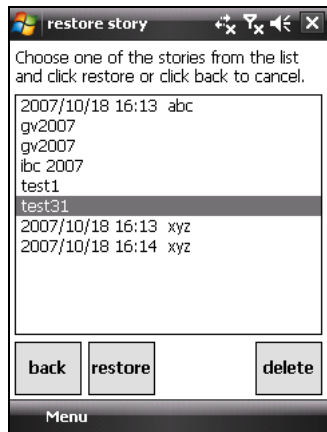 restore story
Choose one of the stories from the list
and click restore or click back to cancel.
2007/10/18 16:13 abc
gv2007
gv2007
ibc 2007
test1
test31
2007/10/18 16:13 xyz
2007/10/18 16:14 xyz
back restore delete
Menu